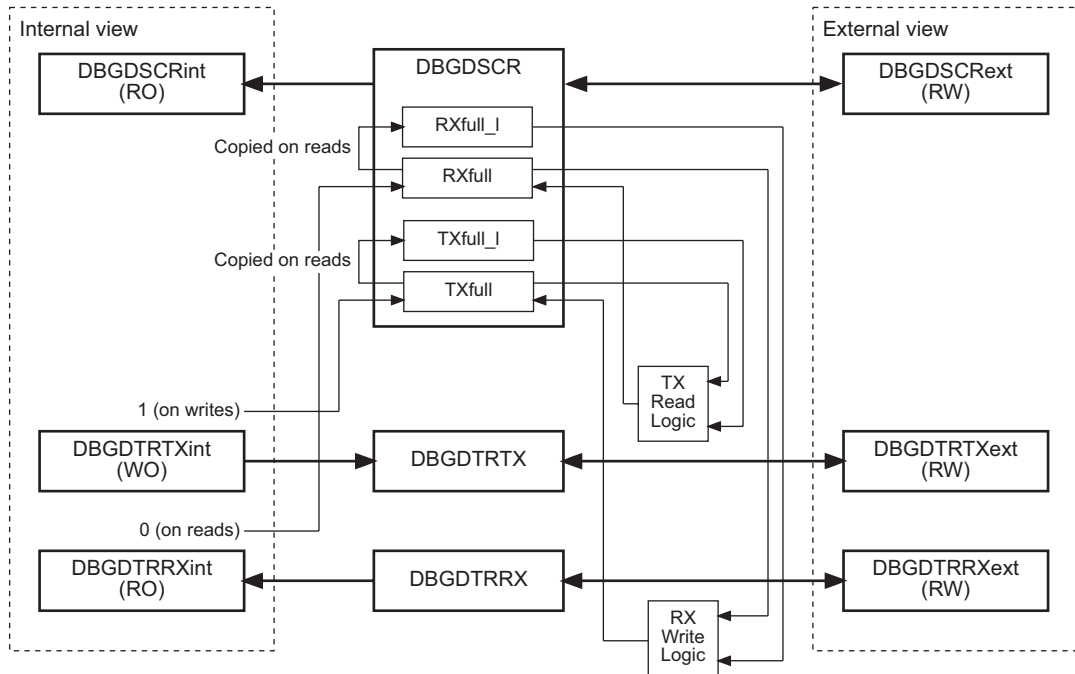 Internal view
External view
DBGDSCRint
(RO)
DBGDSCR
DBGDSCRext
(RW)
RXfull_l
Copied on reads
RXfull
TXfull_l
Copied on reads
TXfull
TX
Read
Logic
1 (on writes)
DBGDTRTXint
(WO)
DBGDTRTX
DBGDTRTXext
(RW)
0 (on reads)
DBGDTRRXint
(RO)
DBGDTRRX
DBGDTRRXext
(RW)
RX
Write
Logic